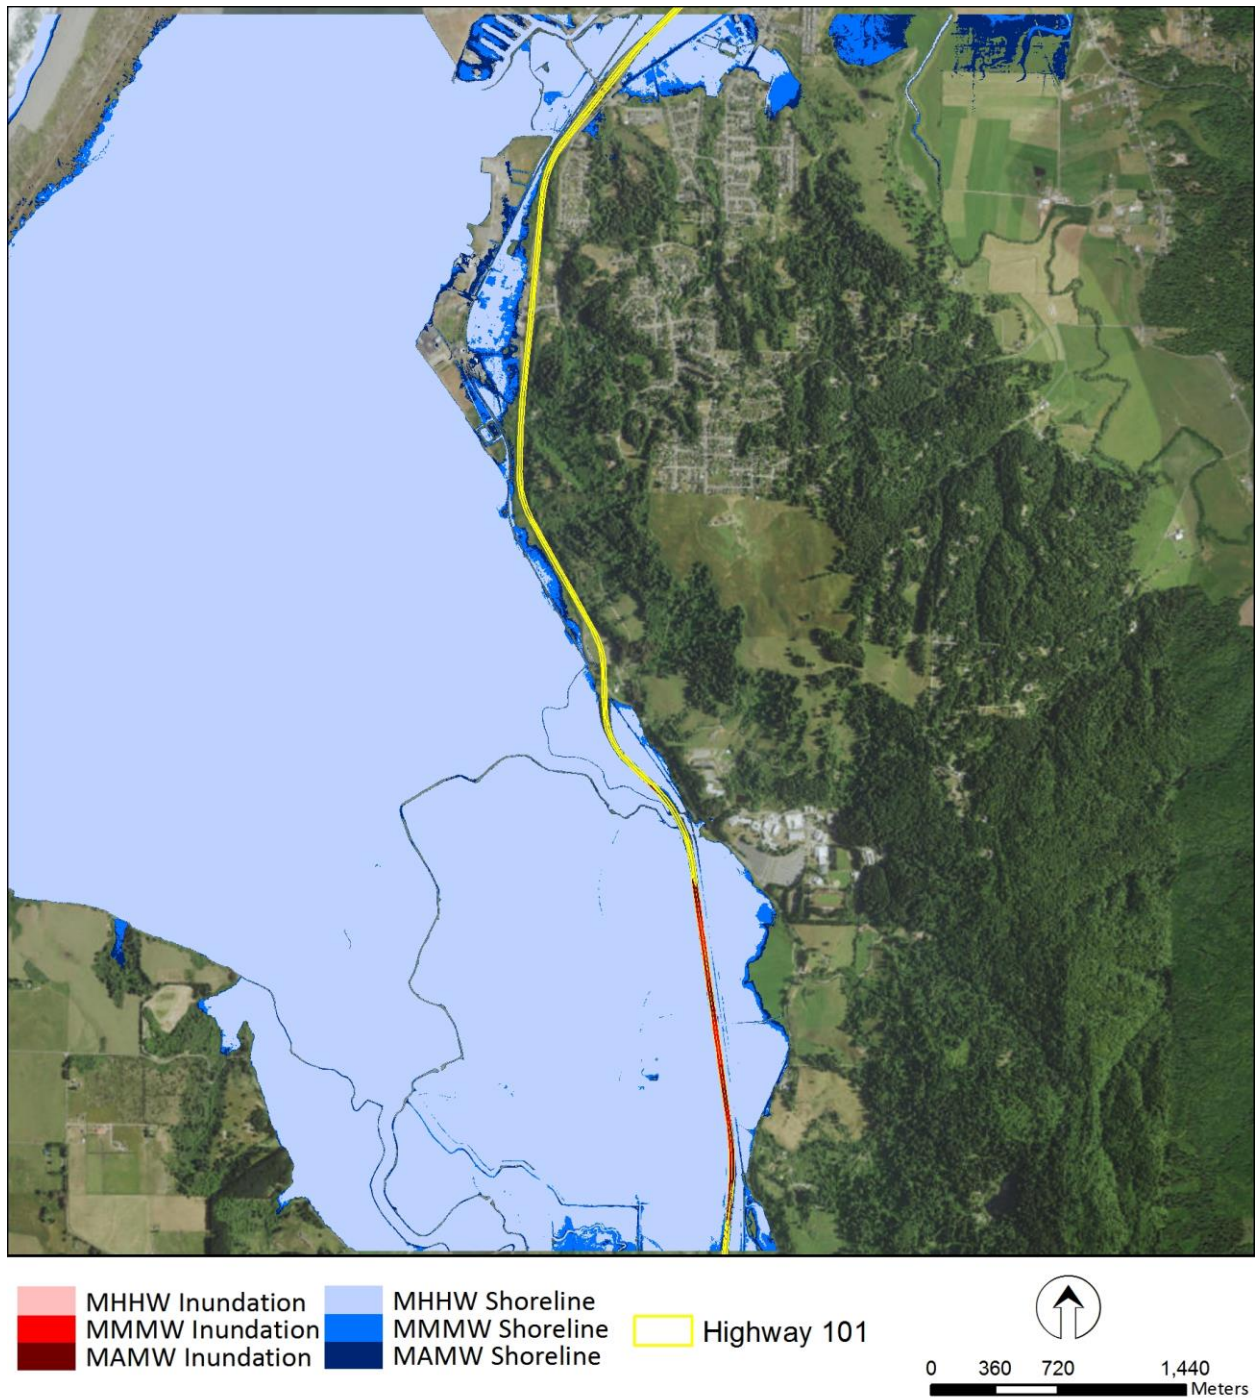 MHHW Inundation
MMMW Inundation
MAMW Inundation
MHHW Shoreline
MMMW Shoreline
MAMW Shoreline
Highway 101
0 360 720 1,440
Meters